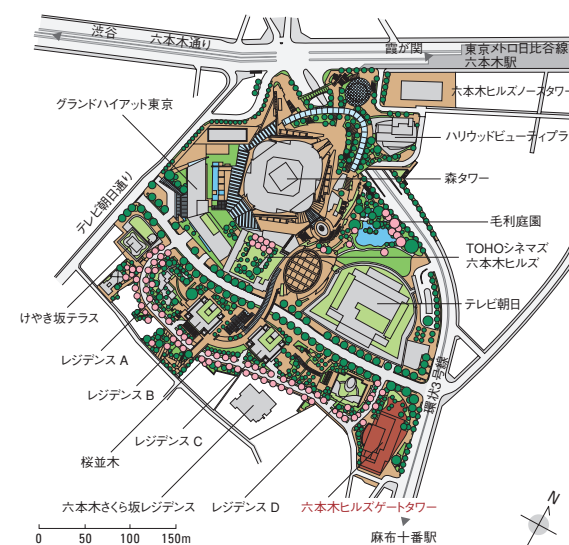 渋谷
六本木通り
霞が関
東京メトロ日比谷線
六本木駅
六本木ヒルズノースタワー
グランドハイアット東京
ハリウッドビューティプラ
森タワー
テレビ朝日通り
毛利庭園
TOHOシネマズ
六本木ヒルズ
テレビ朝日
けやき坂テラス
レジデンス A
環状3号線
レジデンス B
レジデンス C
桜並木
六本木さくら坂レジデンス
レジデンス D
六本木ヒルズゲートタワー
麻布十番駅
N
0 50 100 150m